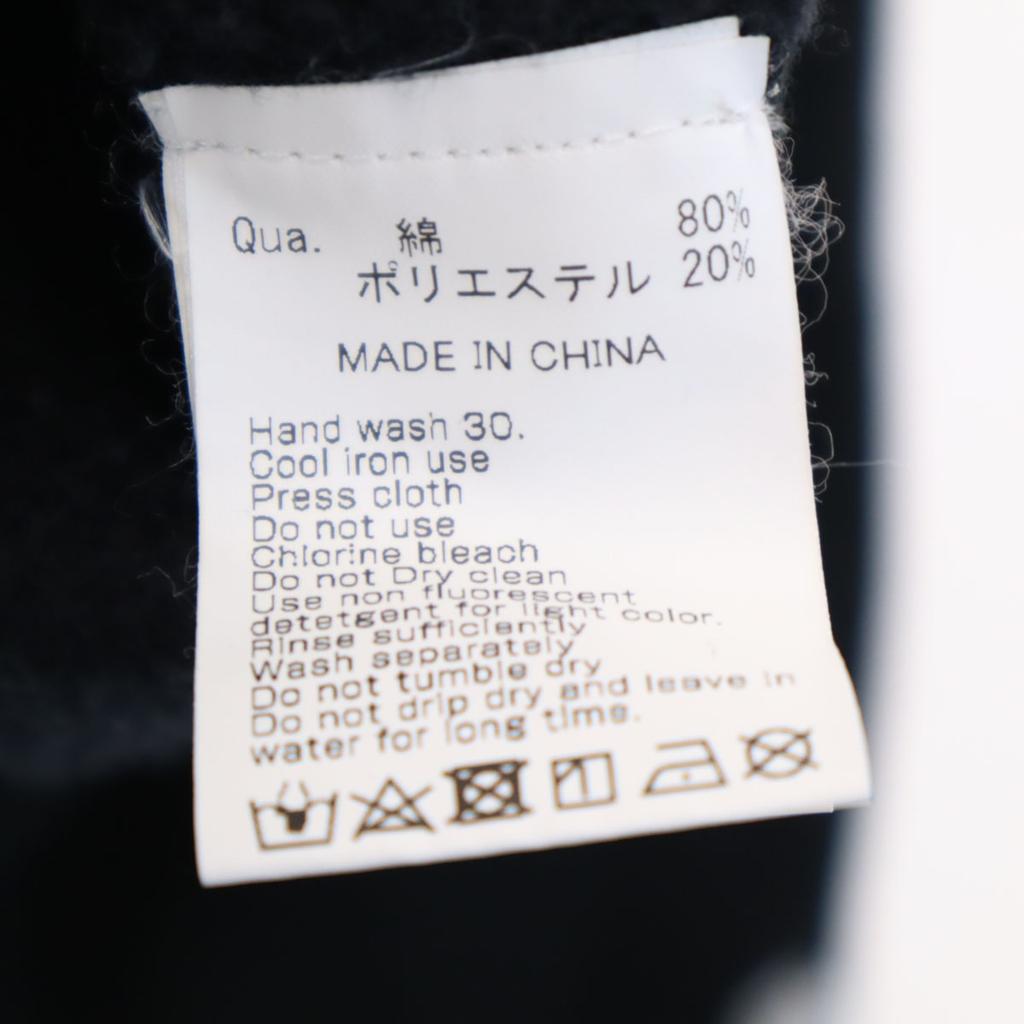 Qua. 綿 80%
ポリエステル 20%
MADE IN CHINA
Hand wash 30.
Cool iron use
Press cloth
Do not use
Chlorine bleach
Do not Dry clean
Use non fluorescent
detetgent for light color.
Rinse sufficiently
Wash separately
Do not tumble dry
Do not drip dry and leave in
water for long time.